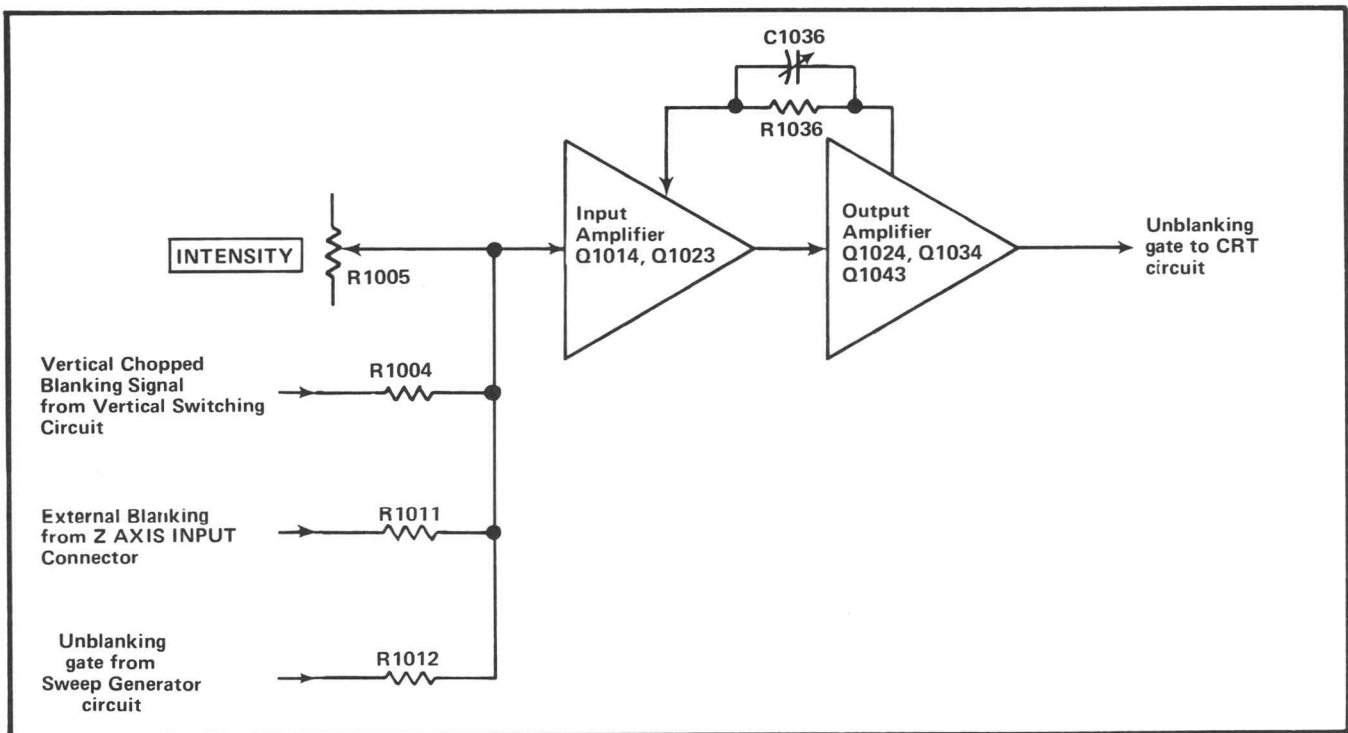 C1036
R1036
INTENSITY
R1005
Input
Amplifier
Q1014, Q1023
Output
Amplifier
Q1024, Q1034
Q1043
Unblanking
gate to CRT
circuit
Vertical Chopped
Blanking Signal
from Vertical Switching
Circuit
R1004
External Blanking
from Z AXIS INPUT
Connector
R1011
Unblanking
gate from
Sweep Generator
circuit
R1012